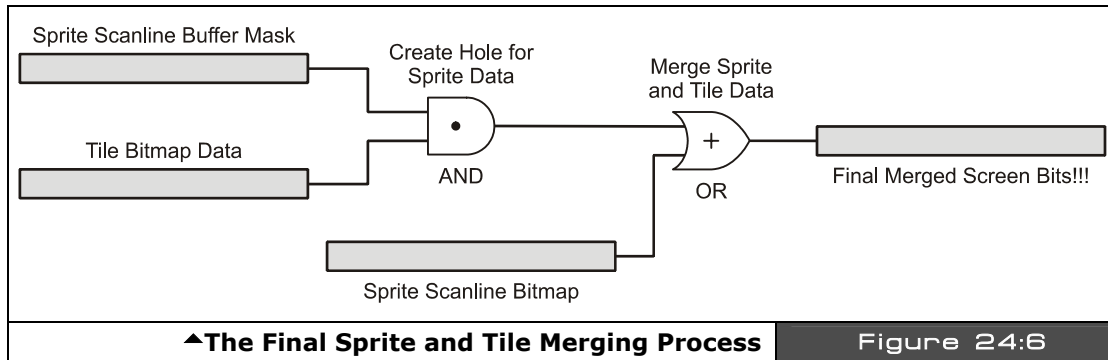 Sprite Scanline Buffer Mask
Create Hole for
Sprite Data
Merge Sprite
and Tile Data
Tile Bitmap Data
AND
+
OR
Final Merged Screen Bits!!!
Sprite Scanline Bitmap
The Final Sprite and Tile Merging Process
Figure 24:6